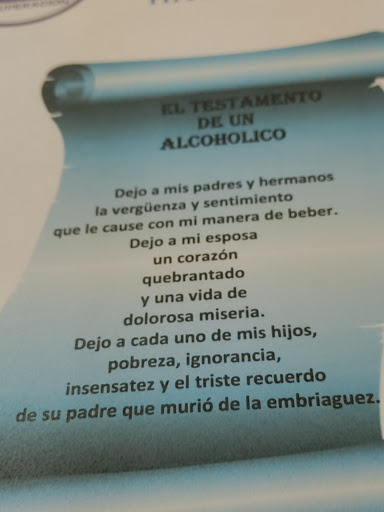 EL TESTAMENTO
DE UN
ALCOHOLICO
Dejo a mis padres y hermanos
la vergüenza y sentimiento
que le cause con mi manera de beber.
Dejo a mi esposa
un corazón
quebrantado
y una vida de
dolorosa miseria.
Dejo a cada uno de mis hijos,
pobreza, ignorancia,
insensatez y el triste recuerdo
de su padre que murió de la embriaguez.